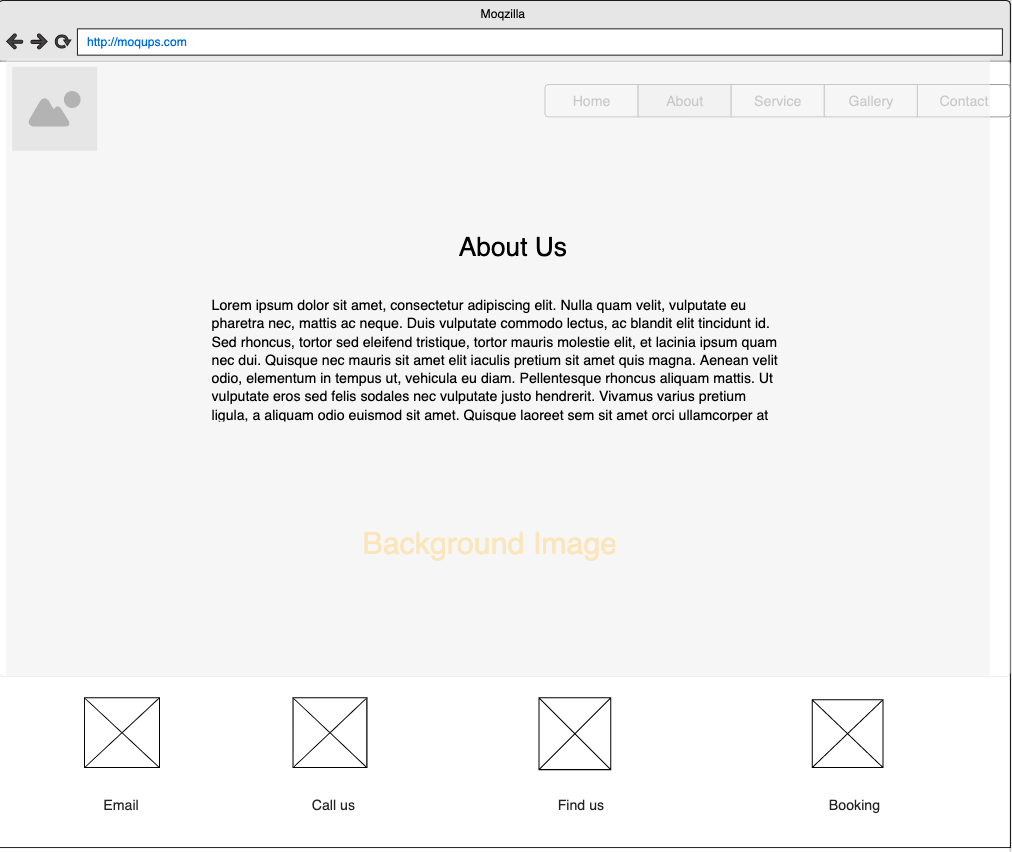 Moqzilla
http://moqups.com
Home About Service Gallery Contact
About Us
Lorem ipsum dolor sit amet, consectetur adipiscing elit. Nulla quam velit, vulputate eu
pharetra nec, mattis ac neque. Duis vulputate commodo lectus, ac blandit elit tincidunt id.
Sed rhoncus, tortor sed eleifend tristique, tortor mauris molestie elit, et lacinia ipsum quam
nec dui. Quisque nec mauris sit amet elit iaculis pretium sit amet quis magna. Aenean velit
odio, elementum in tempus ut, vehicula eu diam. Pellentesque rhoncus aliquam mattis. Ut
vulputate eros sed felis sodales nec vulputate justo hendrerit. Vivamus varius pretium
ligula, a aliquam odio euismod sit amet. Quisque laoreet sem sit amet orci ullamcorper at
Background Image
Email Call us Find us Booking